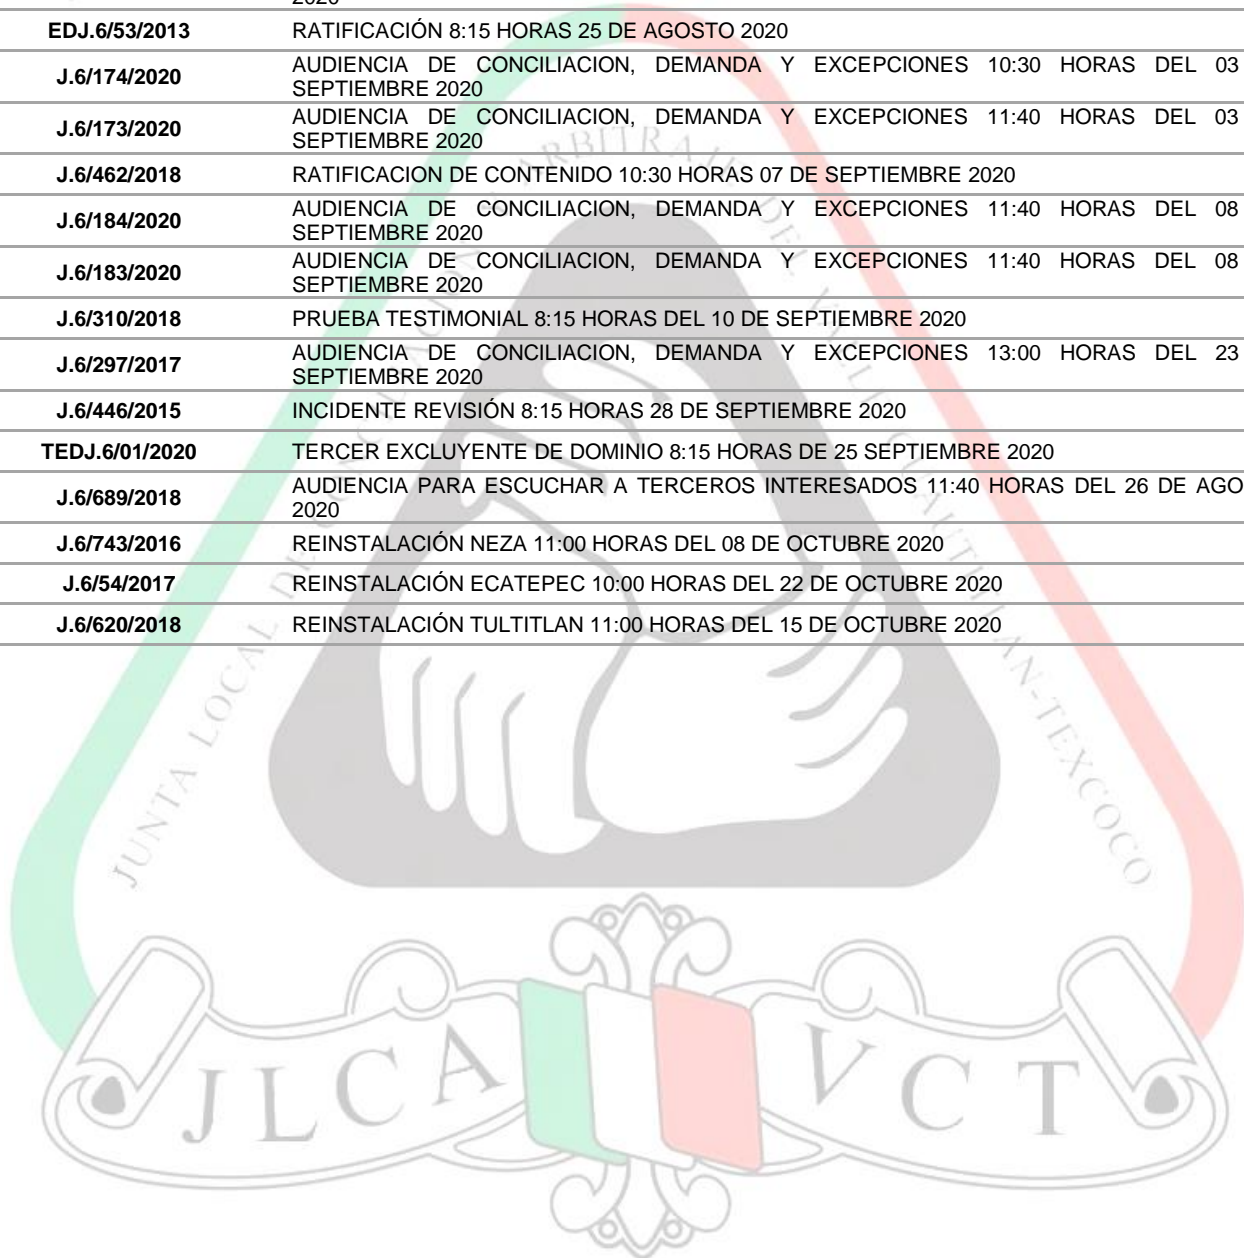 2020
EDJ.6/53/2013 RATIFICACIÓN 8:15 HORAS 25 DE AGOSTO 2020
J.6/174/2020 AUDIENCIA DE CONCILIACION, DEMANDA Y EXCEPCIONES 10:30 HORAS DEL 03
SEPTIEMBRE 2020
J.6/173/2020 AUDIENCIA DE CONCILIACION, DEMANDA Y EXCEPCIONES 11:40 HORAS DEL 03
SEPTIEMBRE 2020
J.6/462/2018 RATIFICACION DE CONTENIDO 10:30 HORAS 07 DE SEPTIEMBRE 2020
J.6/184/2020 AUDIENCIA DE CONCILIACION, DEMANDA Y EXCEPCIONES 11:40 HORAS DEL 08
SEPTIEMBRE 2020
J.6/183/2020 AUDIENCIA DE CONCILIACION, DEMANDA Y EXCEPCIONES 11:40 HORAS DEL 08
SEPTIEMBRE 2020
J.6/310/2018 PRUEBA TESTIMONIAL 8:15 HORAS DEL 10 DE SEPTIEMBRE 2020
J.6/297/2017 AUDIENCIA DE CONCILIACION, DEMANDA Y EXCEPCIONES 13:00 HORAS DEL 23
SEPTIEMBRE 2020
J.6/446/2015 INCIDENTE REVISIÓN 8:15 HORAS 28 DE SEPTIEMBRE 2020
TEDJ.6/01/2020 TERCER EXCLUYENTE DE DOMINIO 8:15 HORAS DE 25 SEPTIEMBRE 2020
J.6/689/2018 AUDIENCIA PARA ESCUCHAR A TERCEROS INTERESADOS 11:40 HORAS DEL 26 DE AGO
2020
J.6/743/2016 REINSTALACIÓN NEZA 11:00 HORAS DEL 08 DE OCTUBRE 2020
J.6/54/2017 REINSTALACIÓN ECATEPEC 10:00 HORAS DEL 22 DE OCTUBRE 2020
J.6/620/2018 REINSTALACIÓN TULTITLAN 11:00 HORAS DEL 15 DE OCTUBRE 2020
JUNTA LOCAL DE CONCILIACION Y ARBITRAJE DEL VALLE CUAUTITLAN-TEXCOCO
JLCA VCT